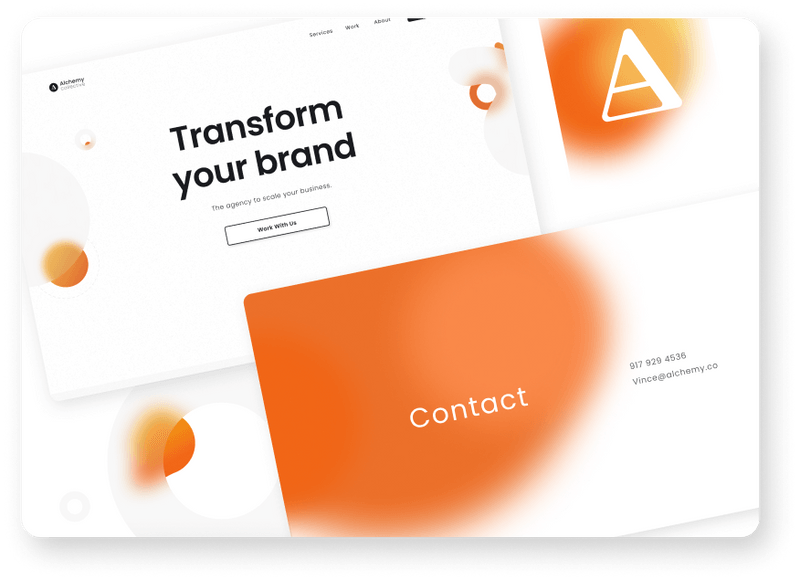 Services Work About
Alchemy
Transform
your brand
The agency to scale your business.
Work With Us
A
917 929 4536
Vince@alchemy.co
Contact